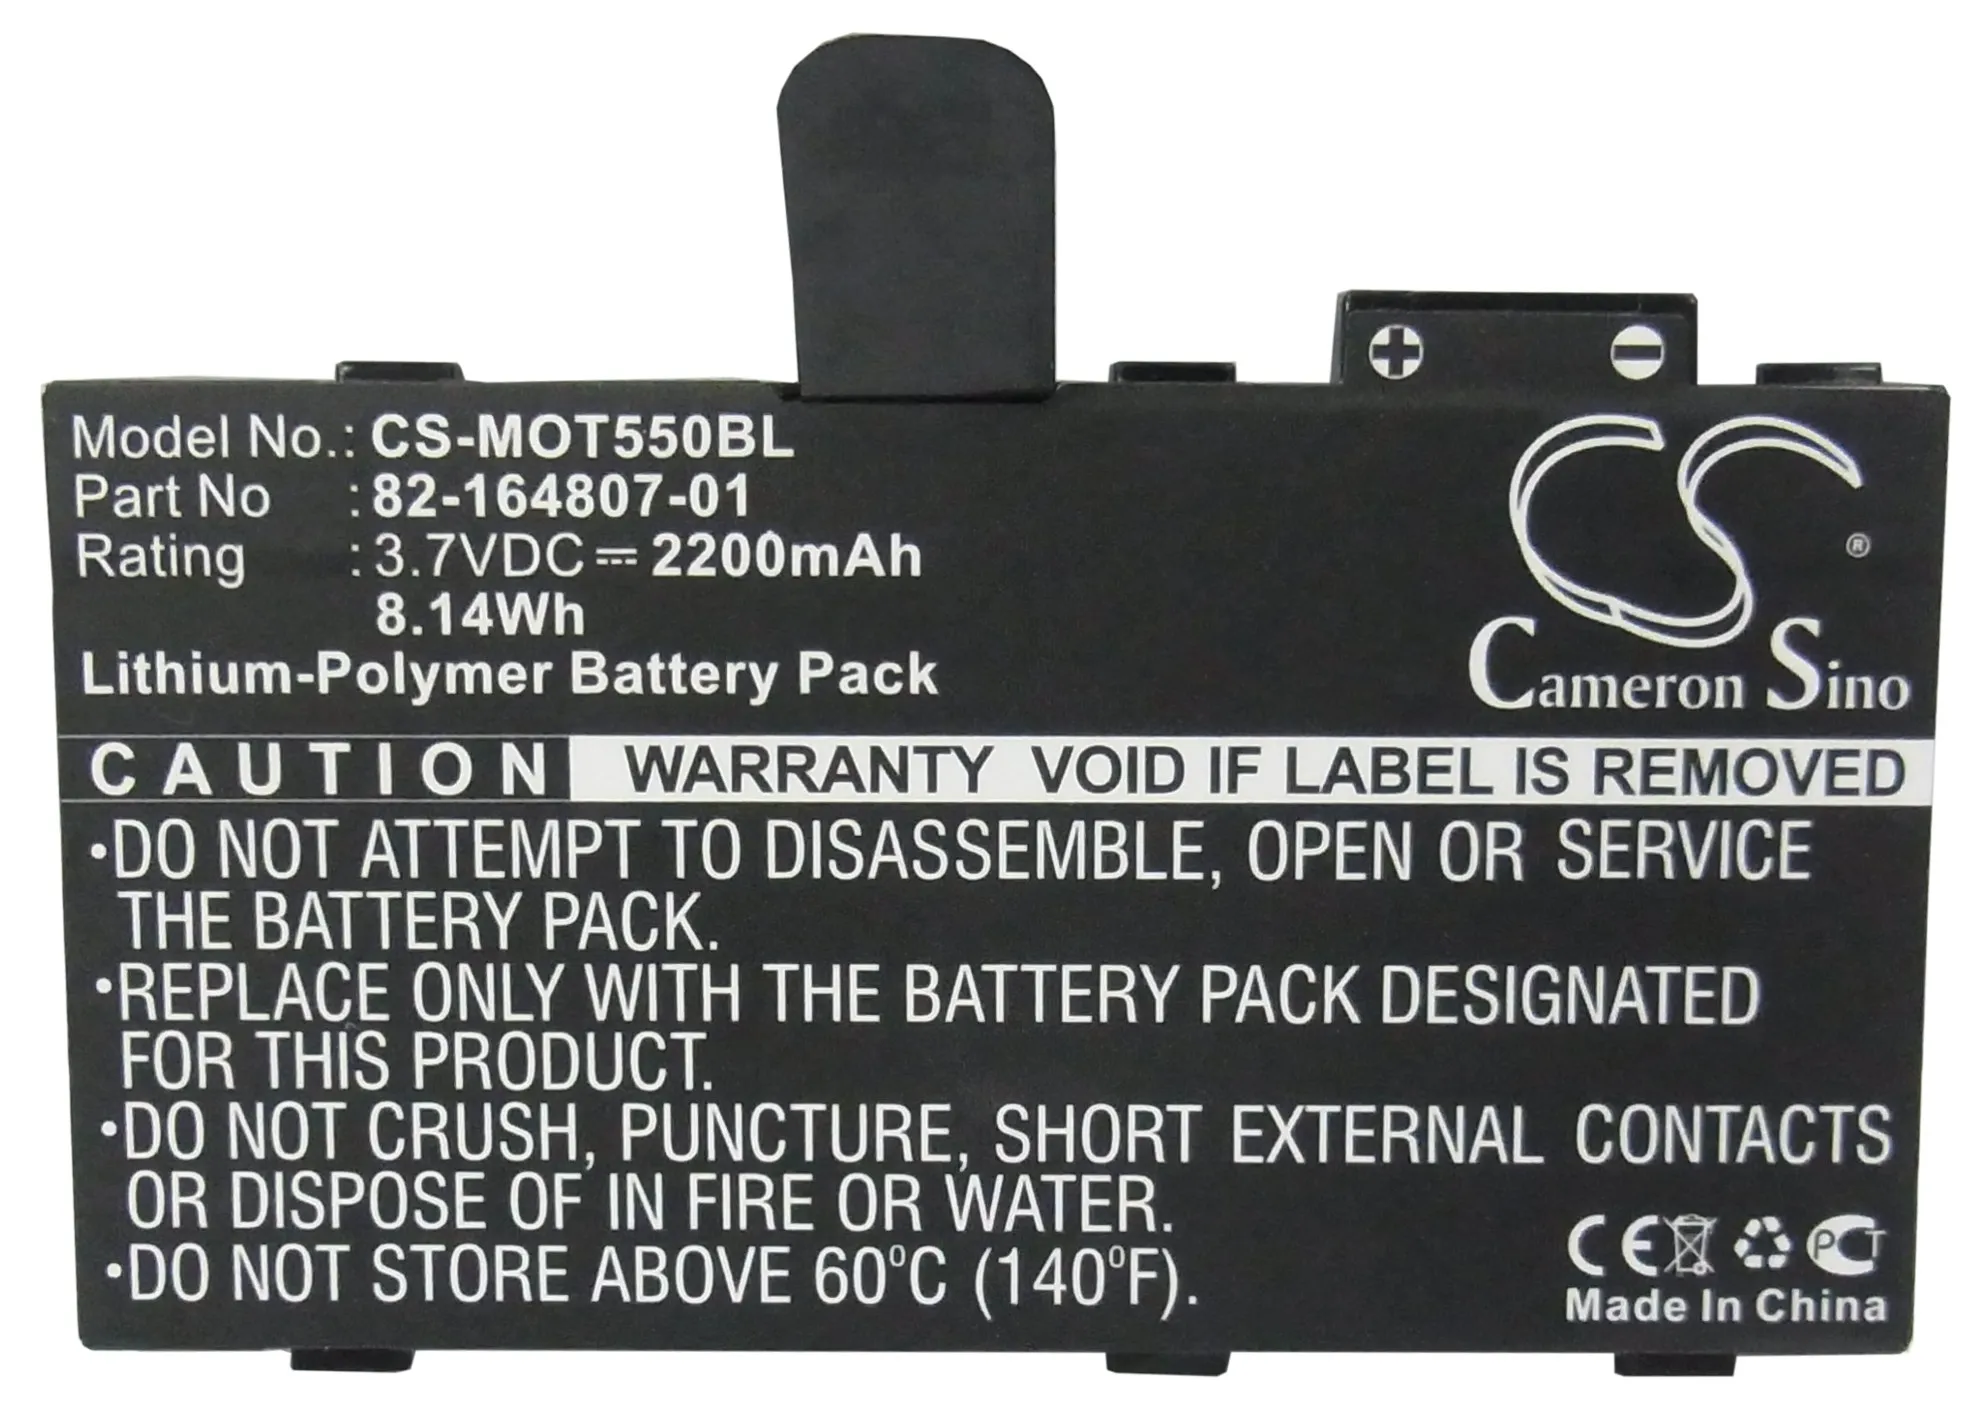 Model No.: CS-MOT550BL
Part No : 82-164807-01
Rating : 3.7VDC⎓2200mAh
8.14Wh
Lithium-Polymer Battery Pack
CS®
Cameron Sino
CAUTION WARRANTY VOID IF LABEL IS REMOVED
•DO NOT ATTEMPT TO DISASSEMBLE, OPEN OR SERVICE
THE BATTERY PACK.
•REPLACE ONLY WITH THE BATTERY PACK DESIGNATED
FOR THIS PRODUCT.
•DO NOT CRUSH, PUNCTURE, SHORT EXTERNAL CONTACTS
OR DISPOSE OF IN FIRE OR WATER.
•DO NOT STORE ABOVE 60°C (140°F).
CE PCT
Made In China